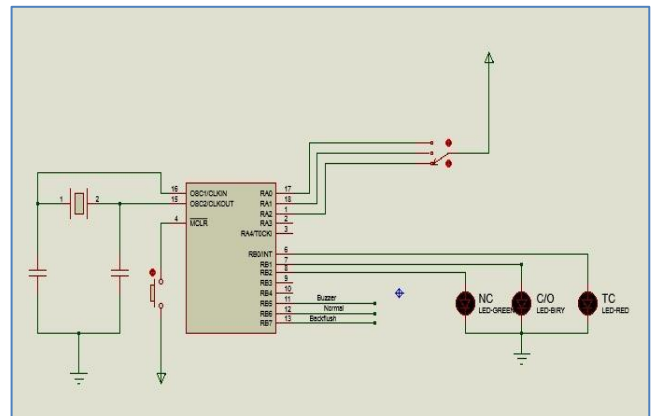 16 OSC1/CLKIN RA0 17
15 OSC2/CLKOUT RA1 18
RA2 1
4 MCLR RA3 2
RA4/T0CKI 3
1 2
RB0/INT 6
RB1 7
RB2 8
RB3 9
RB4 10
RB5 11 Buzzer
RB6 12 Normal
RB7 13 Backflush
NC
LED-GREEN
C/O
LED-BIRY
TC
LED-RED